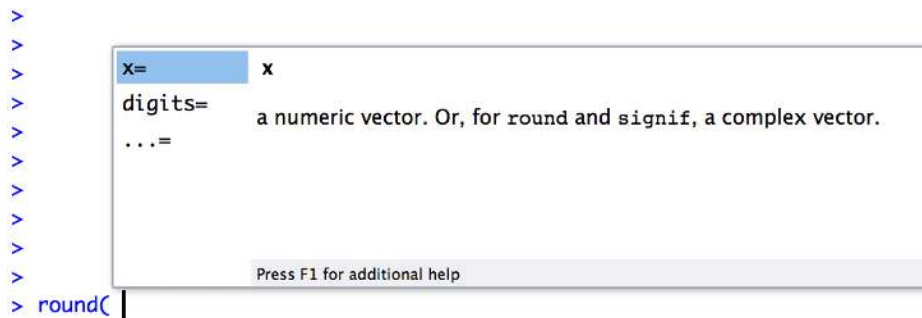 >
>
> x= x
> digits= a numeric vector. Or, for round and signif, a complex vector.
> ...=
>
>
>
>
> Press F1 for additional help
> round(